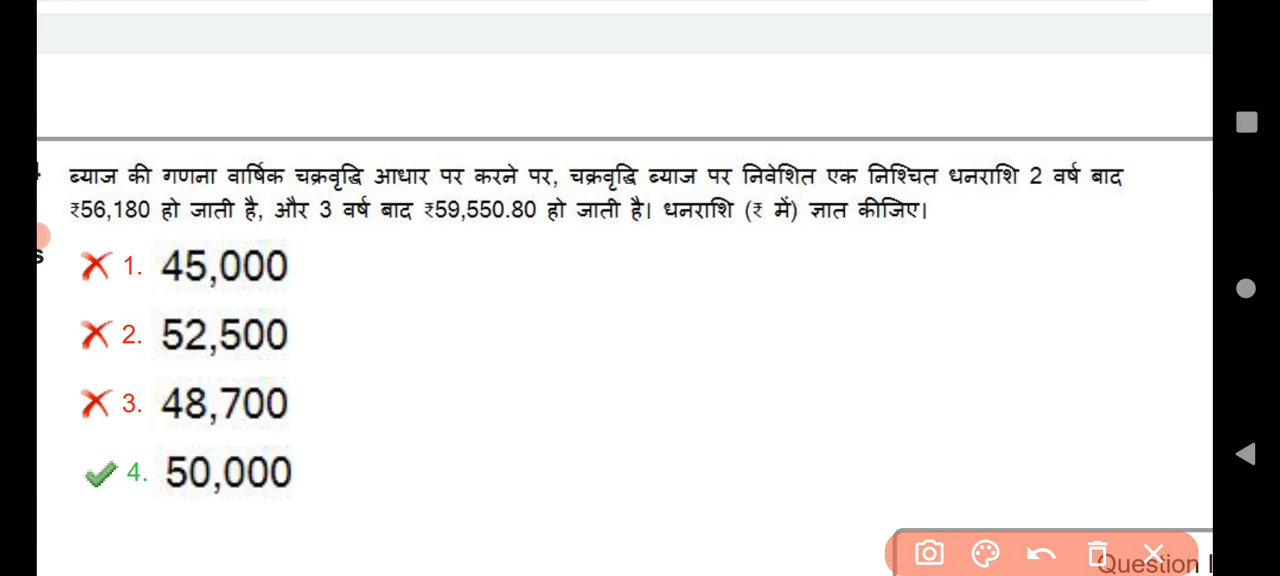 ब्याज की गणना वार्षिक चक्रवृद्धि आधार पर करने पर, चक्रवृद्धि ब्याज पर निवेशित एक निश्चित धनराशि 2 वर्ष बाद
₹56,180 हो जाती है, और 3 वर्ष बाद ₹59,550.80 हो जाती है। धनराशि (₹ में) ज्ञात कीजिए।
1. 45,000
2. 52,500
3. 48,700
4. 50,000
Question